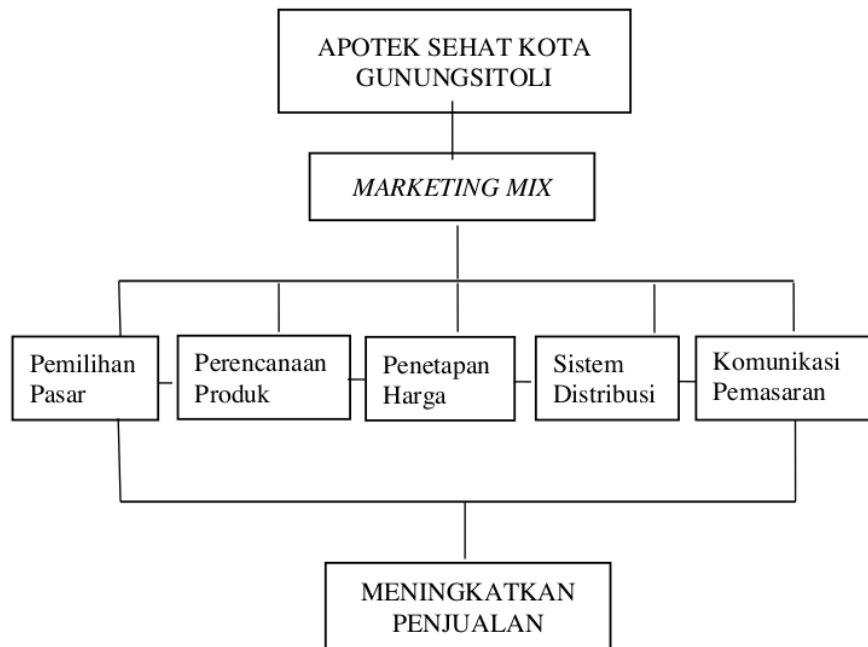 APOTEK SEHAT KOTA
GUNUNGSITOLI
MARKETING MIX
Pemilihan
Pasar
Perencanaan
Produk
Penetapan
Harga
Sistem
Distribusi
Komunikasi
Pemasaran
MENINGKATKAN
PENJUALAN